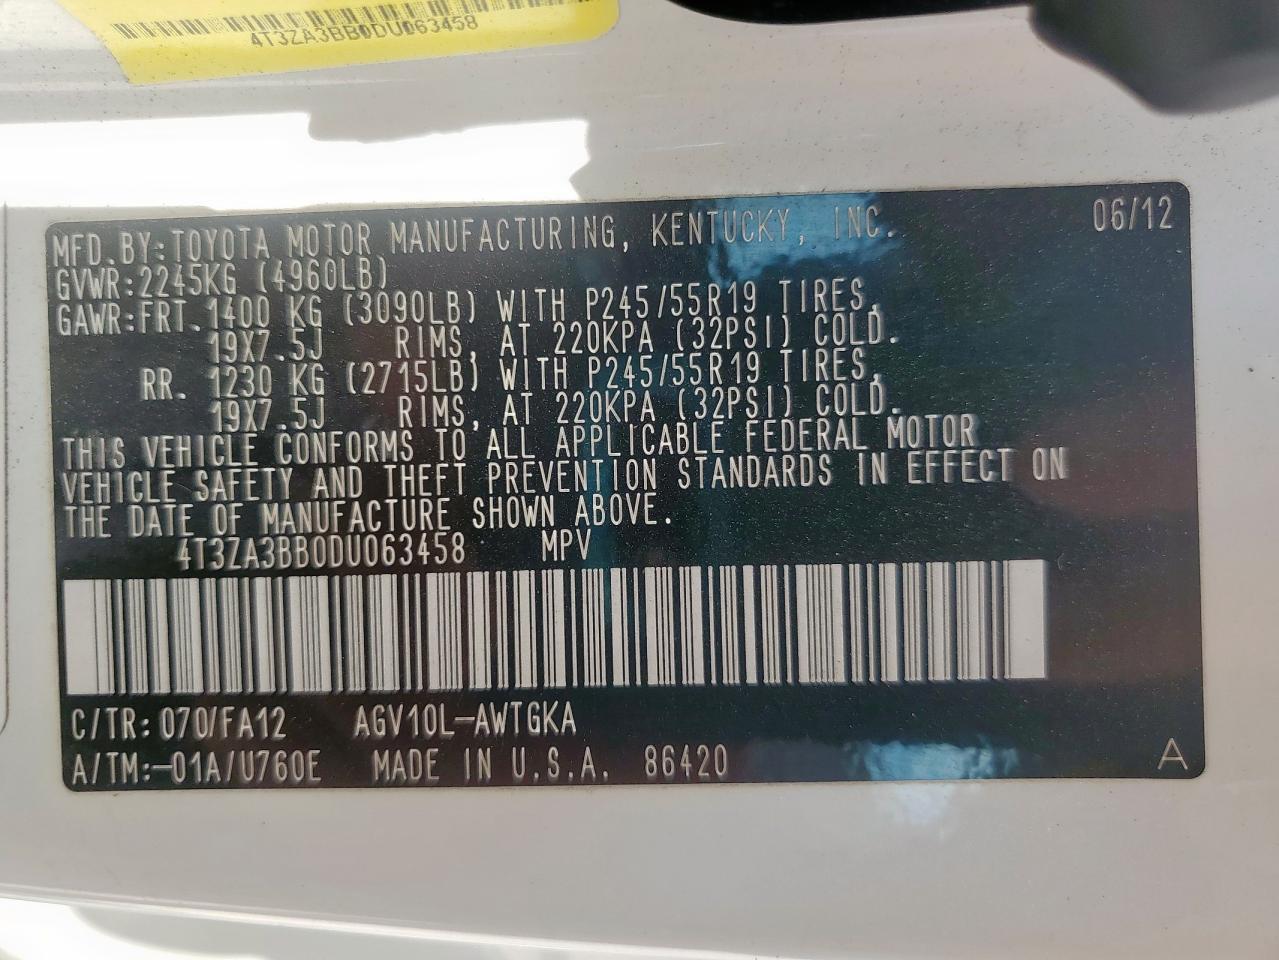 4T3ZA3BB0DU063458
MFD.BY:TOYOTA MOTOR MANUFACTURING, KENTUCKY, INC. 06/12
GVWR:2245KG (4960LB)
GAWR:FRT.1400 KG (3090LB) WITH P245/55R19 TIRES,
19X7.5J RIMS, AT 220KPA (32PSI) COLD.
RR. 1230 KG (2715LB) WITH P245/55R19 TIRES,
19X7.5J RIMS, AT 220KPA (32PSI) COLD.
THIS VEHICLE CONFORMS TO ALL APPLICABLE FEDERAL MOTOR
VEHICLE SAFETY AND THEFT PREVENTION STANDARDS IN EFFECT ON
THE DATE OF MANUFACTURE SHOWN ABOVE.
4T3ZA3BB0DU063458 MPV
C/TR:070/FA12 AGV10L-AWTGKA
A/TM:-01A/U760E MADE IN U.S.A. 86420 A